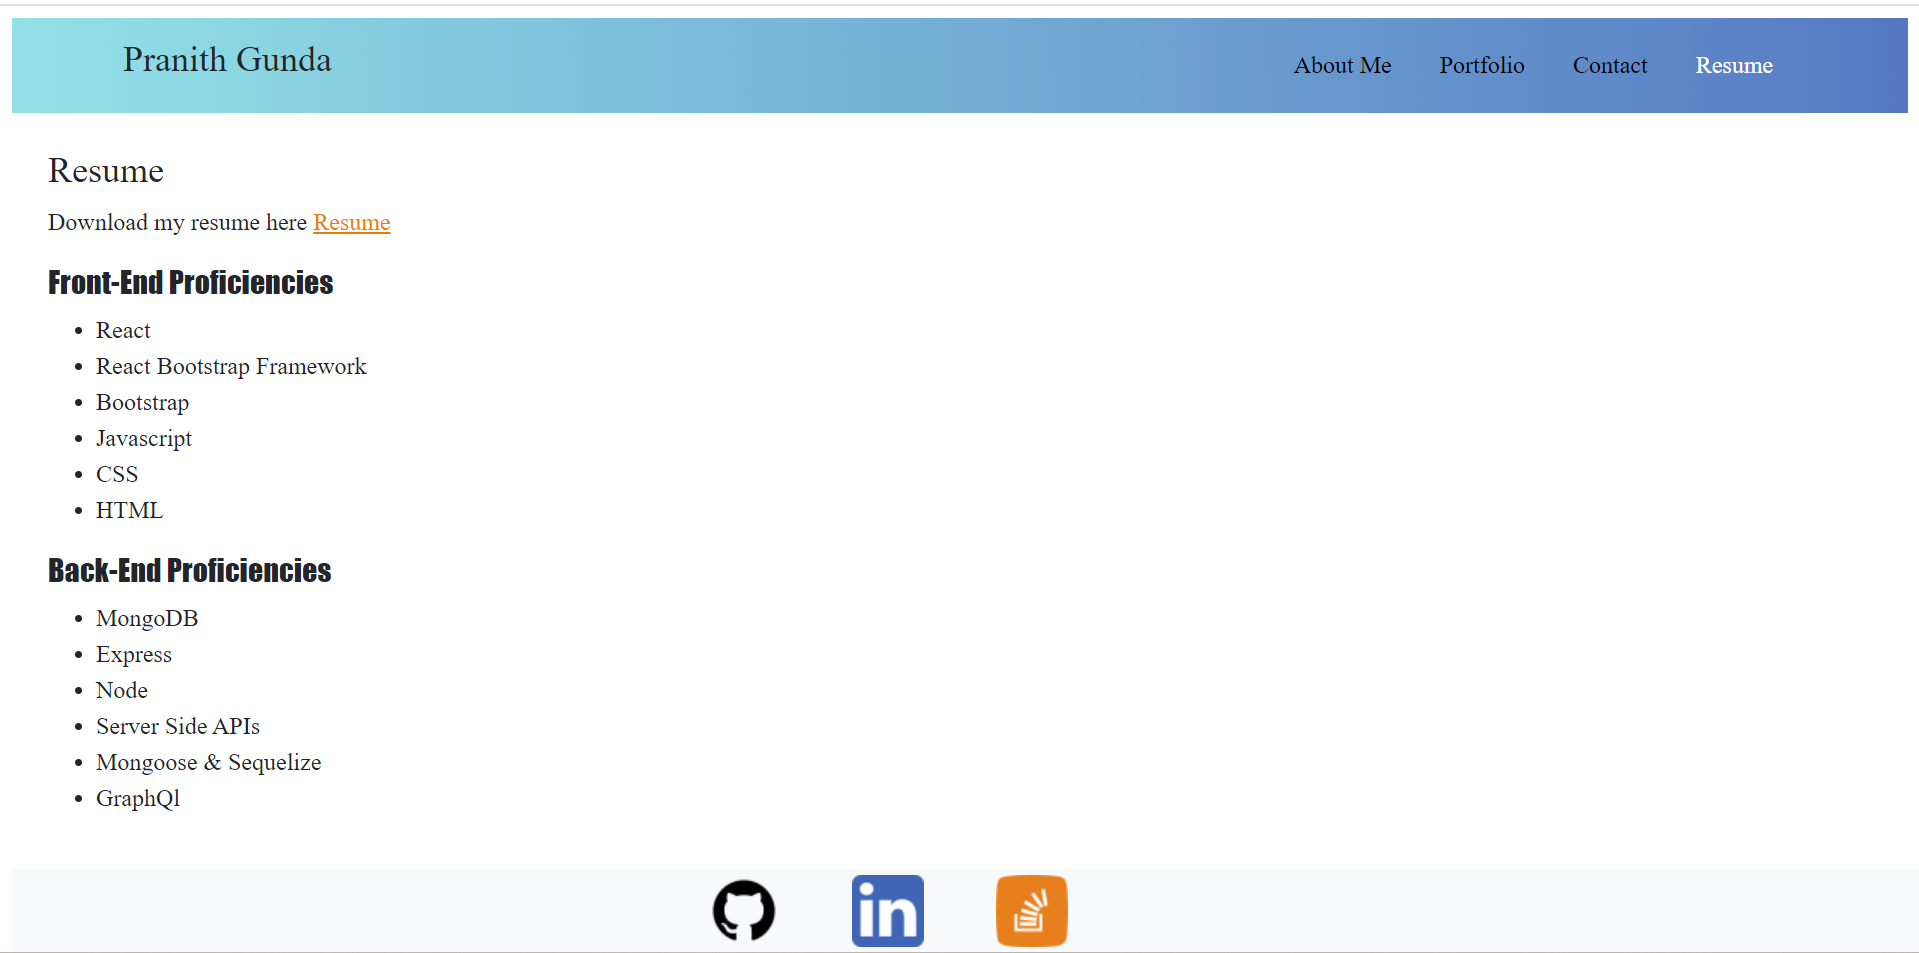 Pranith Gunda
About Me Portfolio Contact Resume
Resume
Download my resume here Resume
Front-End Proficiencies
• React
• React Bootstrap Framework
• Bootstrap
• Javascript
• CSS
• HTML
Back-End Proficiencies
• MongoDB
• Express
• Node
• Server Side APIs
• Mongoose & Sequelize
• GraphQl
in